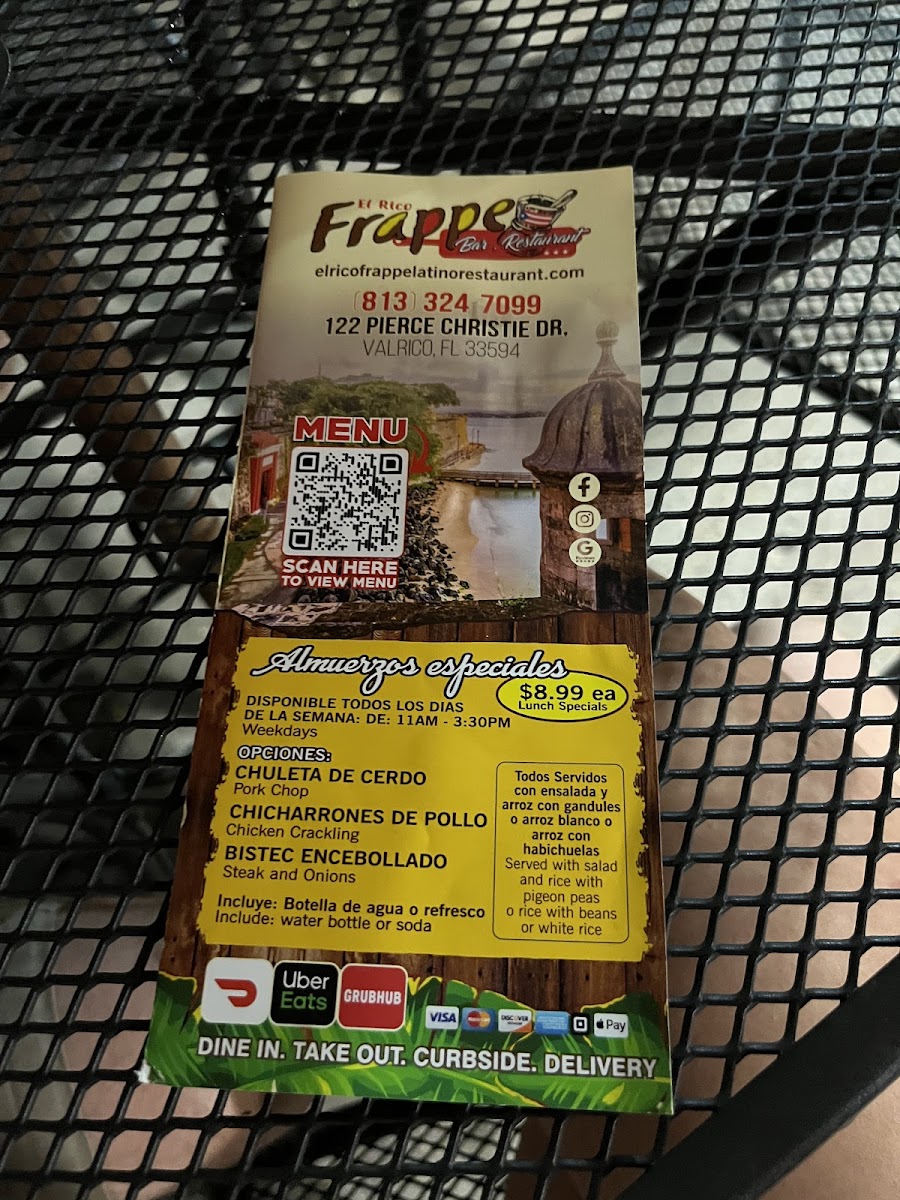 El Rico
Frappe
Bar . Restaurant
elricofrappelatinorestaurant.com
(813) 324 7099
122 PIERCE CHRISTIE DR.
VALRICO, FL 33594
MENU
SCAN HERE
TO VIEW MENU
f
G
Almuerzos especiales
$8.99 ea
Lunch Specials
DISPONIBLE TODOS LOS DIAS
DE LA SEMANA: DE: 11AM - 3:30PM
Weekdays
OPCIONES:
CHULETA DE CERDO
Pork Chop
CHICHARRONES DE POLLO
Chicken Crackling
BISTEC ENCEBOLLADO
Steak and Onions
Incluye: Botella de agua o refresco
Include: water bottle or soda
Todos Servidos
con ensalada y
arroz con gandules
o arroz blanco o
arroz con
habichuelas
Served with salad
and rice with
pigeon peas
o rice with beans
or white rice
Uber
Eats
GRUBHUB
VISA
DISCOVER
Pay
DINE IN. TAKE OUT. CURBSIDE. DELIVERY